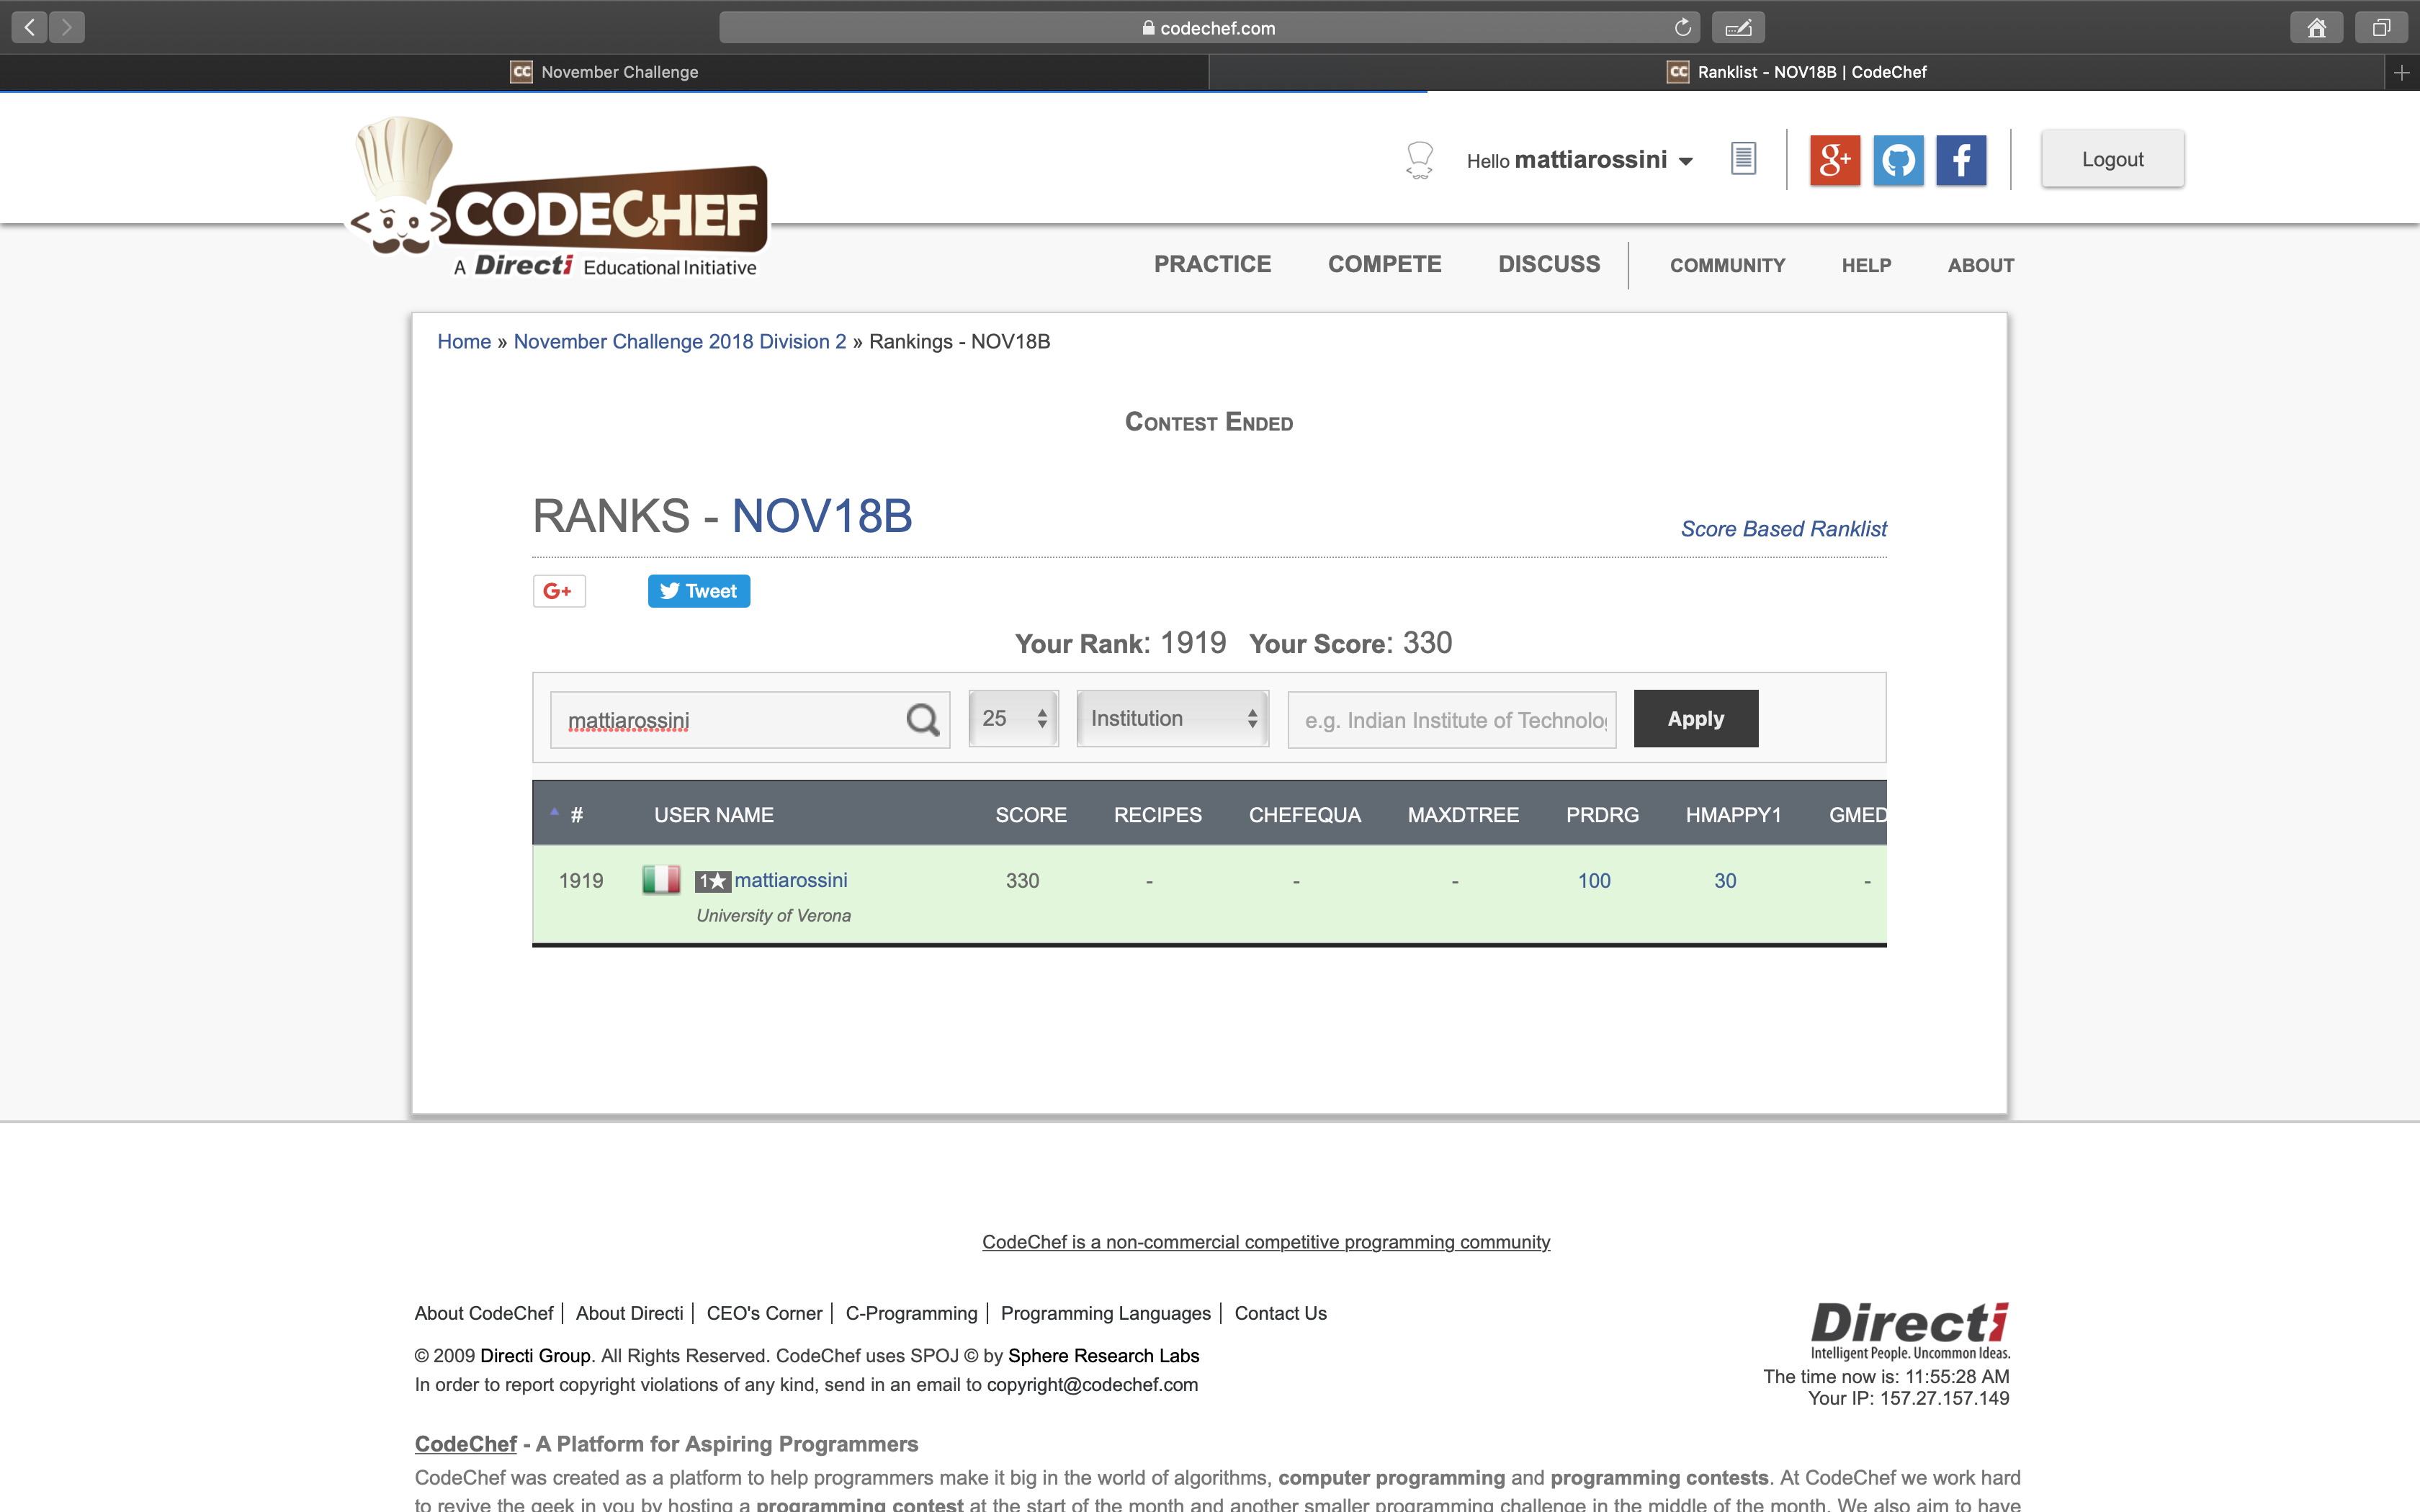 codechef.com
CC November Challenge
CC Ranklist - NOV18B | CodeChef
CODECHEF
A Directi Educational Initiative
Hello mattiarossini
Logout
PRACTICE COMPETE DISCUSS COMMUNITY HELP ABOUT
Home » November Challenge 2018 Division 2 » Rankings - NOV18B
CONTEST ENDED
RANKS - NOV18B
Score Based Ranklist
G+ Tweet
Your Rank: 1919 Your Score: 330
mattiarossini 25 Institution e.g. Indian Institute of Technolo Apply
# USER NAME SCORE RECIPES CHEFEQUA MAXDTREE PRDRG HMAPPY1 GMED
1919 1★ mattiarossini 330 - - - 100 30 -
University of Verona
CodeChef is a non-commercial competitive programming community
About CodeChef | About Directi | CEO's Corner | C-Programming | Programming Languages | Contact Us
© 2009 Directi Group. All Rights Reserved. CodeChef uses SPOJ © by Sphere Research Labs
In order to report copyright violations of any kind, send in an email to copyright@codechef.com
Directi
Intelligent People. Uncommon Ideas.
The time now is: 11:55:28 AM
Your IP: 157.27.157.149
CodeChef - A Platform for Aspiring Programmers
CodeChef was created as a platform to help programmers make it big in the world of algorithms, computer programming and programming contests. At CodeChef we work hard
to revive the geek in you by hosting a programming contest at the start of the month and another smaller programming challenge in the middle of the month. We also aim to have